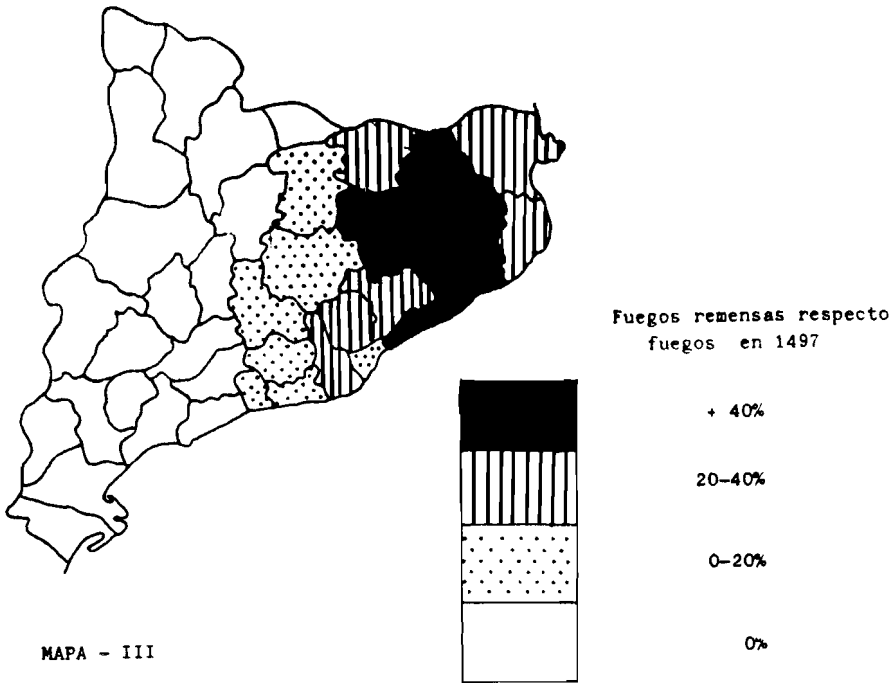 Fuegos remensas respecto
fuegos en 1497
+ 40%
20-40%
0-20%
0%
MAPA - III